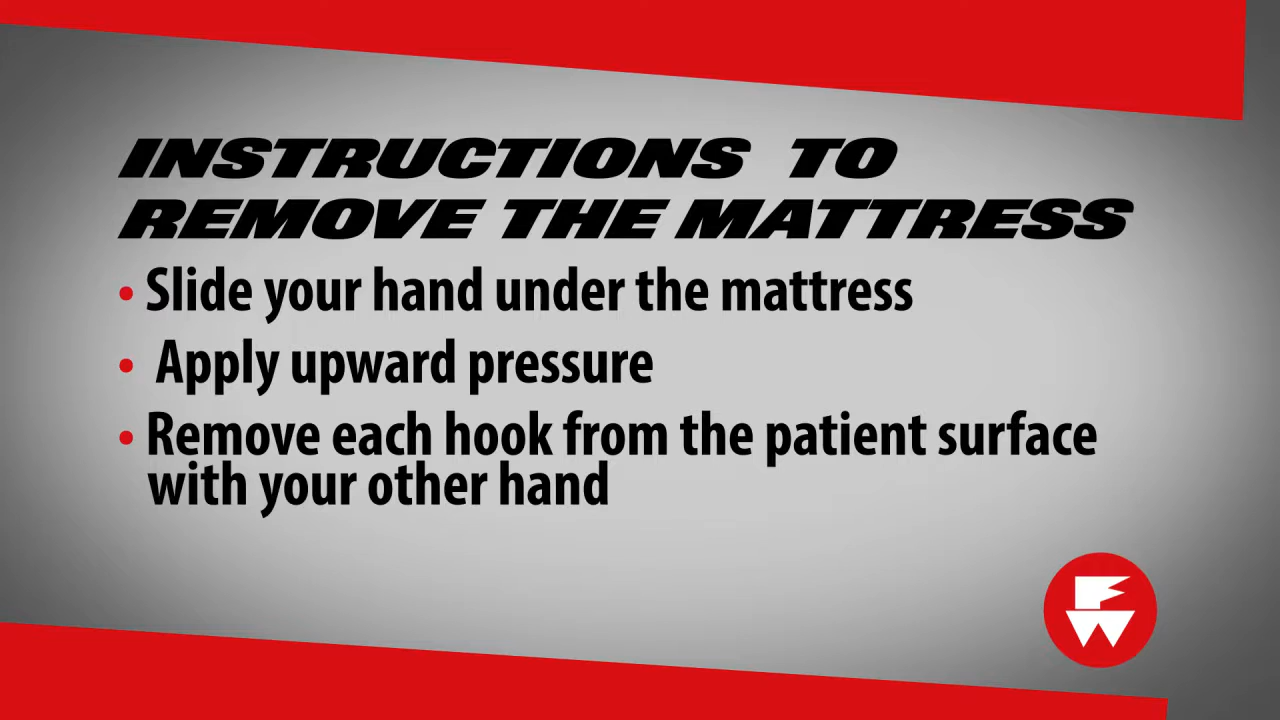 INSTRUCTIONS TO
REMOVE THE MATTRESS
• Slide your hand under the mattress
• Apply upward pressure
• Remove each hook from the patient surface
with your other hand
FW